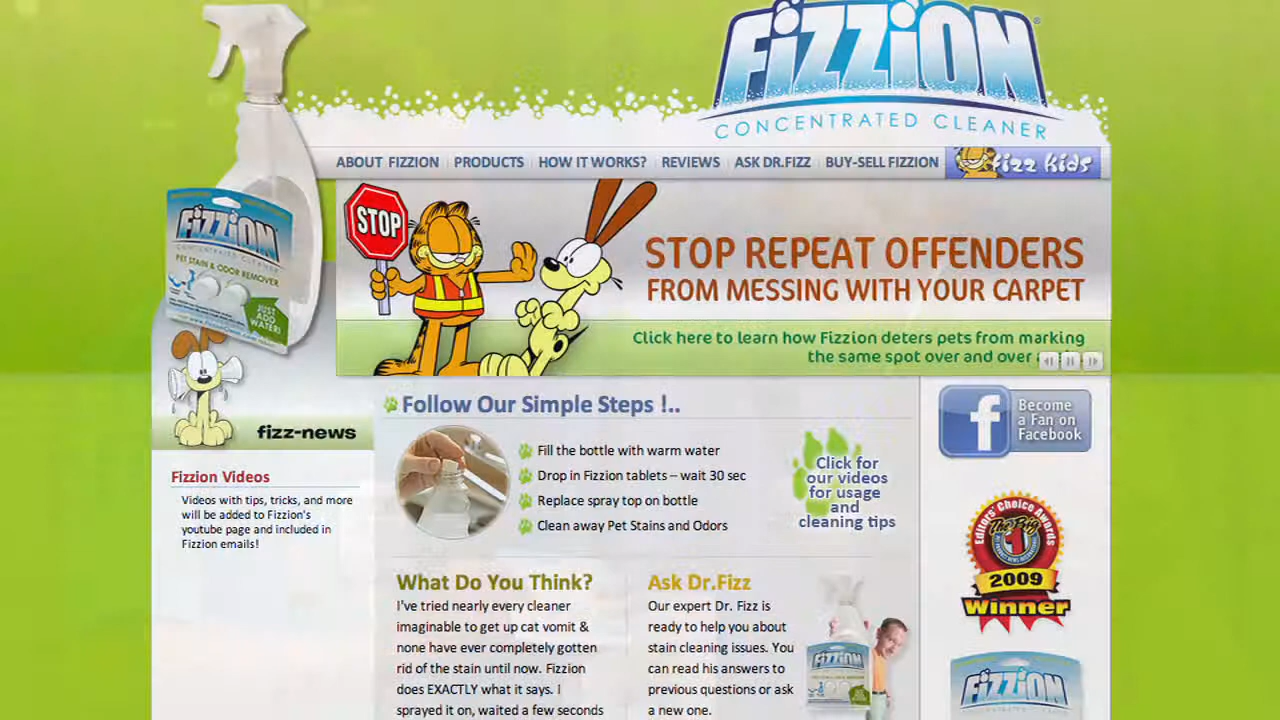 FiZZiON®
CONCENTRATED CLEANER
ABOUT FIZZION
PRODUCTS
HOW IT WORKS?
REVIEWS
ASK DR.FIZZ
BUY-SELL FIZZION
fizz kids
FiZZiON
CONCENTRATED CLEANER
PET STAIN & ODOR REMOVER
JUST
ADD
WATER!
STOP
STOP REPEAT OFFENDERS
FROM MESSING WITH YOUR CARPET
Click here to learn how Fizzion deters pets from marking
the same spot over and over
fizz-news
Fizzion Videos
Videos with tips, tricks, and more
will be added to Fizzion's
youtube page and included in
Fizzion emails!
Follow Our Simple Steps !..
Fill the bottle with warm water
Drop in Fizzion tablets – wait 30 sec
Replace spray top on bottle
Clean away Pet Stains and Odors
Click for
our videos
for usage
and
cleaning tips
What Do You Think?
I've tried nearly every cleaner
imaginable to get up cat vomit &
none have ever completely gotten
rid of the stain until now. Fizzion
does EXACTLY what it says. I
sprayed it on, waited a few seconds
Ask Dr.Fizz
Our expert Dr. Fizz is
ready to help you about
stain cleaning issues. You
can read his answers to
previous questions or ask
a new one.
FiZZiON
f
Become
a Fan on
Facebook
Editors' Choice Awards
The Big
1
2009
Winner
FiZZiON
CONCENTRATED CLEANER